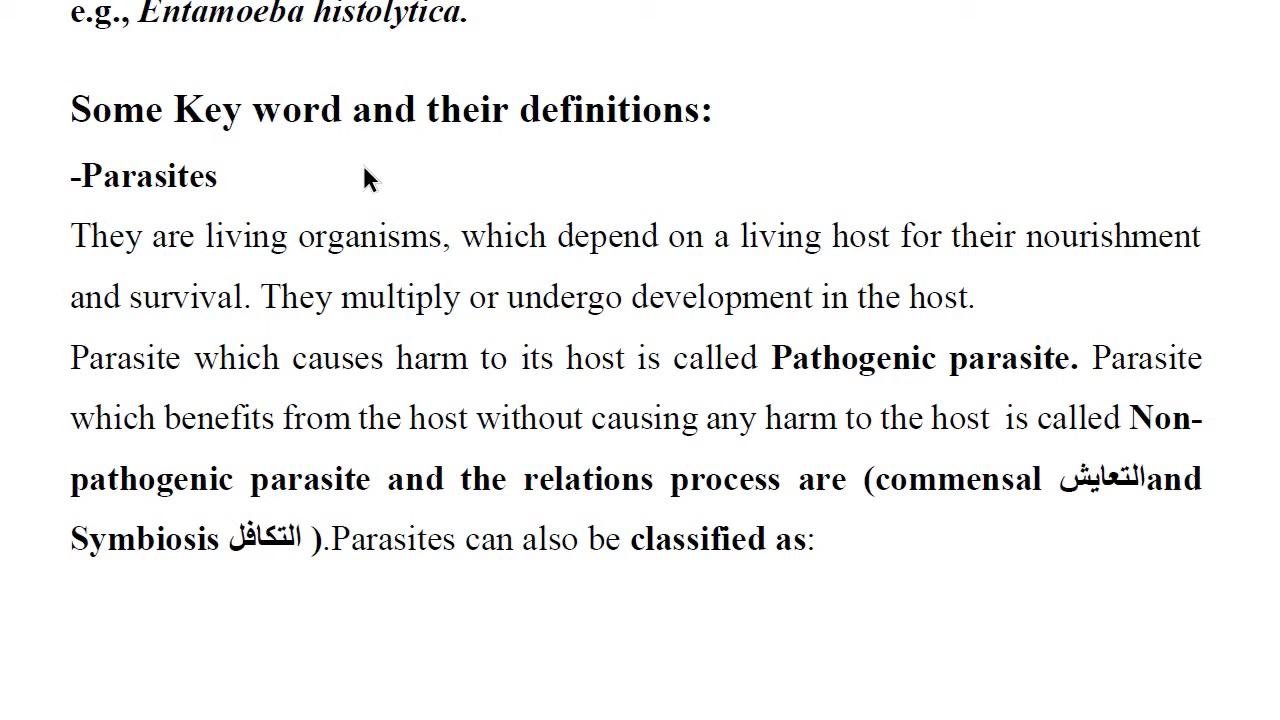 e.g., Entamoeba histolytica.
Some Key word and their definitions:
-Parasites
They are living organisms, which depend on a living host for their nourishment
and survival. They multiply or undergo development in the host.
Parasite which causes harm to its host is called Pathogenic parasite. Parasite
which benefits from the host without causing any harm to the host is called Non-
pathogenic parasite and the relations process are (commensal التعايشand
Symbiosis التكافل ).Parasites can also be classified as: